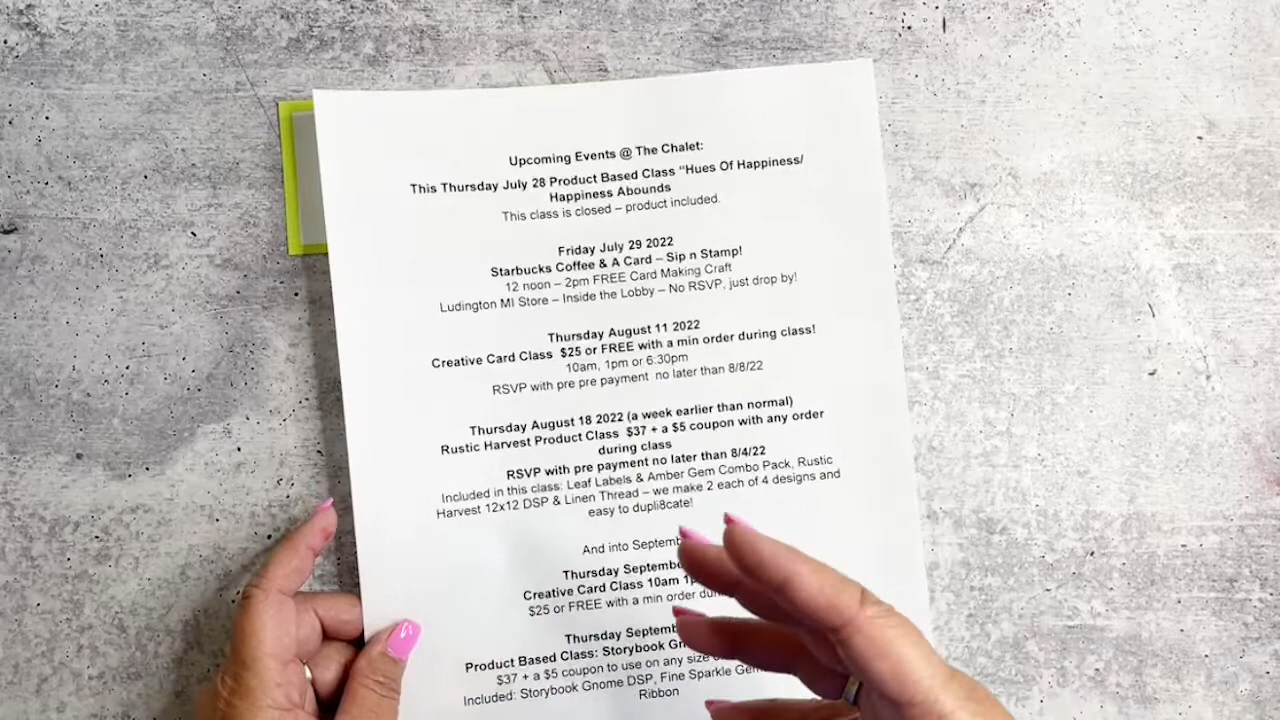 Upcoming Events @ The Chalet:
This Thursday July 28 Product Based Class “Hues Of Happiness/
Happiness Abounds
This class is closed – product included.
Friday July 29 2022
Starbucks Coffee & A Card – Sip n Stamp!
12 noon – 2pm FREE Card Making Craft
Ludington MI Store – Inside the Lobby – No RSVP, just drop by!
Thursday August 11 2022
Creative Card Class $25 or FREE with a min order during class!
10am, 1pm or 6:30pm
RSVP with pre pre payment no later than 8/8/22
Thursday August 18 2022 (a week earlier than normal)
Rustic Harvest Product Class $37 + a $5 coupon with any order
during class
RSVP with pre payment no later than 8/4/22
Included in this class: Leaf Labels & Amber Gem Combo Pack, Rustic
Harvest 12x12 DSP & Linen Thread – we make 2 each of 4 designs and
easy to dupli8cate!
And into
Thursday
Creative Card Class 10am
$25 or FREE with a min order
Thursday
Product Based Class: Storybook
$37 + a $5 coupon to use on any size
Included: Storybook Gnome DSP, Fine Sparkle
Ribbon